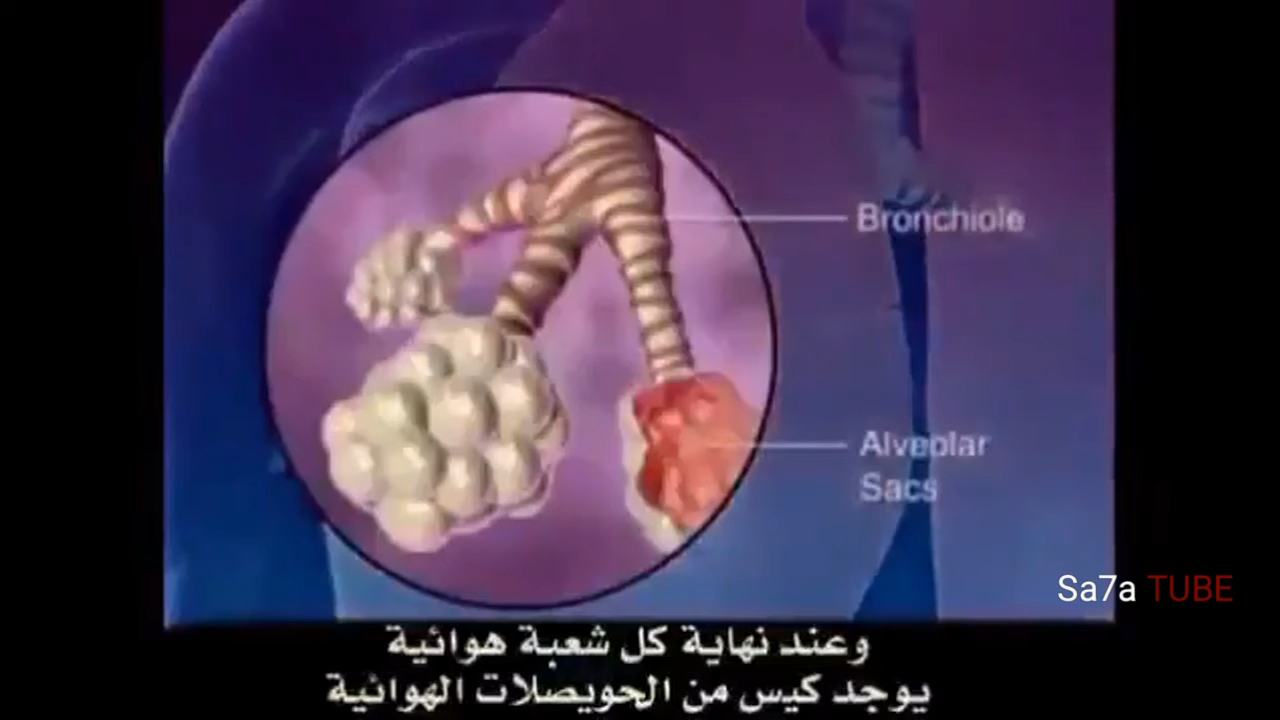 Bronchiole
Alveolar
Sacs
Sa7a TUBE
وعند نهاية كل شعبة هوائية
يوجد كيس من الحويصلات الهوائية